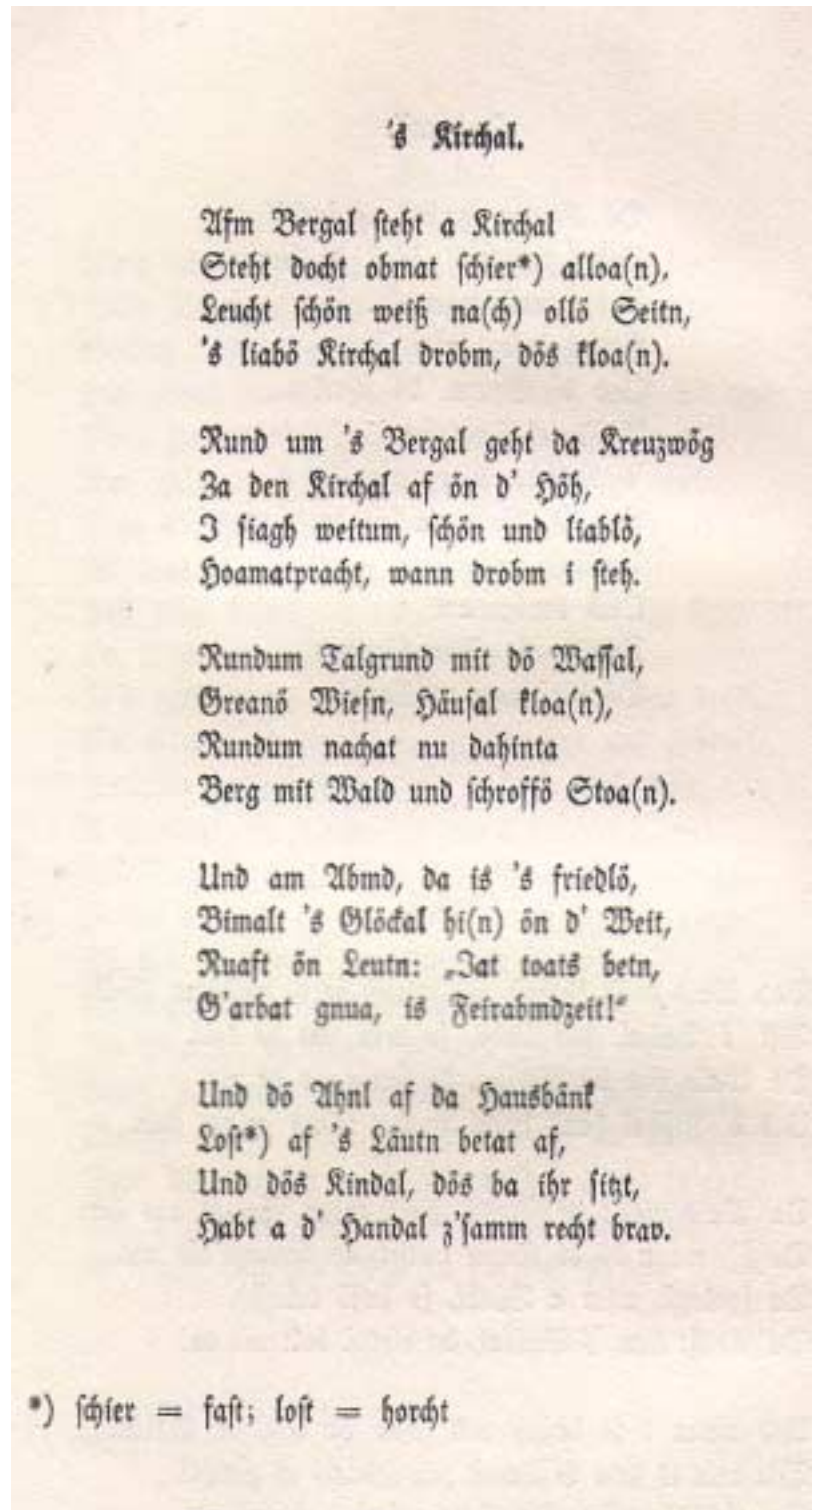 's Kirchal.
Afm Bergal steht a Kirchal
Steht docht obmat schier*) alloa(n),
Leucht schön weiß na(ch) ollö Seitn,
's liabö Kirchal drobm, dös kloa(n).
Rund um 's Bergal geht da Kreuzwög
Za den Kirchal af ön d' Höh,
I siagh weitum, schön und liablö,
Hoamatpracht, wann drobm i steh.
Rundum Talgrund mit dö Wassal,
Greanö Wiesn, Häusal kloa(n),
Rundum nachat nu dahinta
Berg mit Wald und schroffö Stoa(n).
Und am Abmd, da is 's friedlö,
Bimalt 's Glöckal hi(n) ön d' Weit,
Ruaft ön Leutn: „Iat toats betn,
G'arbat gnua, is Feirabmdzeit!“
Und dö Ahnl af da Hausbänk
Lost*) af 's Läutn betat af,
Und dös Kindal, dös ba ihr sitzt,
Habt a d' Handal z'samm recht brav.
*) schier = fast; lost = horcht